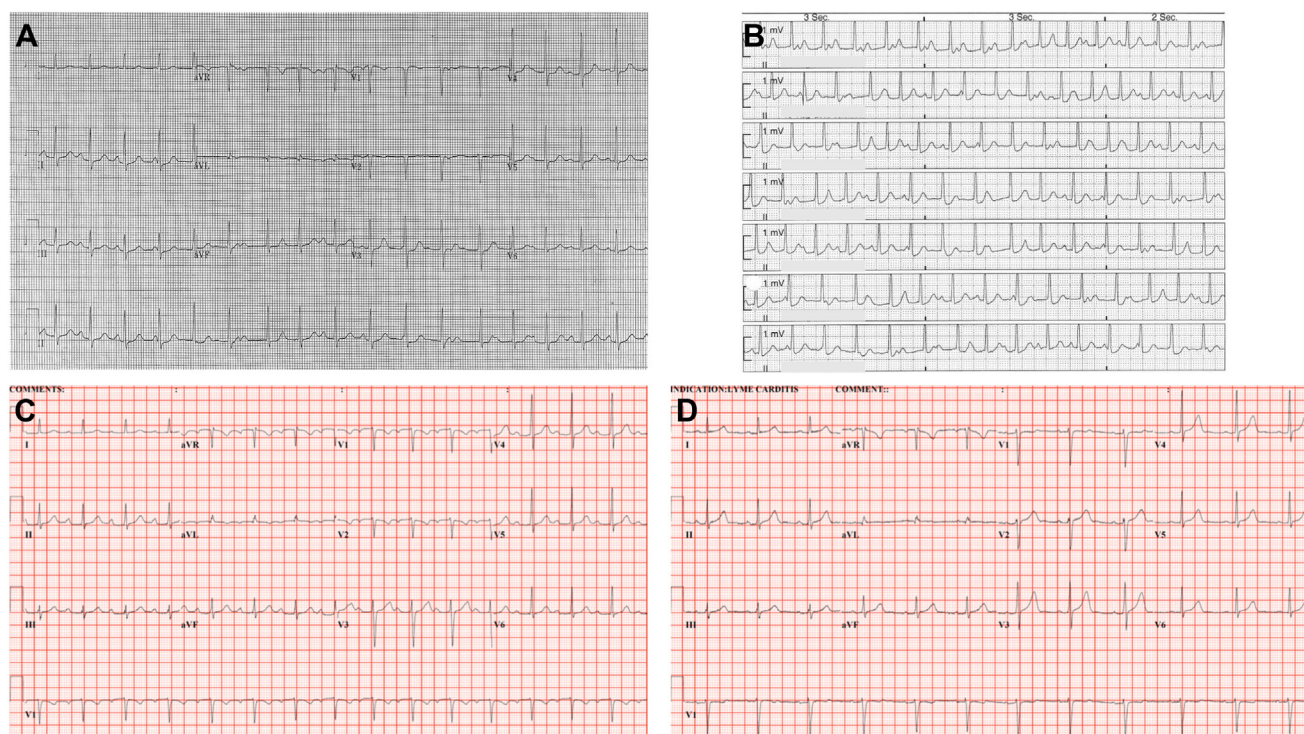 A
I aVR V1 V4
II aVL V2 V5
III aVF V3 V6
II
B
3 Sec. 3 Sec. 2 Sec.
1 mV
II
1 mV
II
1 mV
II
1 mV
II
1 mV
II
1 mV
II
1 mV
II
COMMENTS: : : :
C
I aVR V1 V4
II aVL V2 V5
III aVF V3 V6
V1
INDICATION:LYME CARDITIS COMMENT:: : :
D
I aVR V1 V4
II aVL V2 V5
III aVF V3 V6
V1